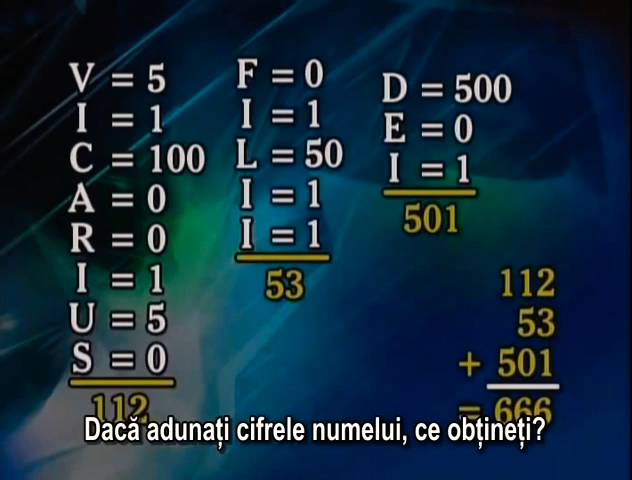 V = 5
I = 1
C = 100
A = 0
R = 0
I = 1
U = 5
S = 0
112
F = 0
I = 1
L = 50
I = 1
I = 1
53
D = 500
E = 0
I = 1
501
112
53
+ 501
= 666
Dacă adunați cifrele numelui, ce obțineți?